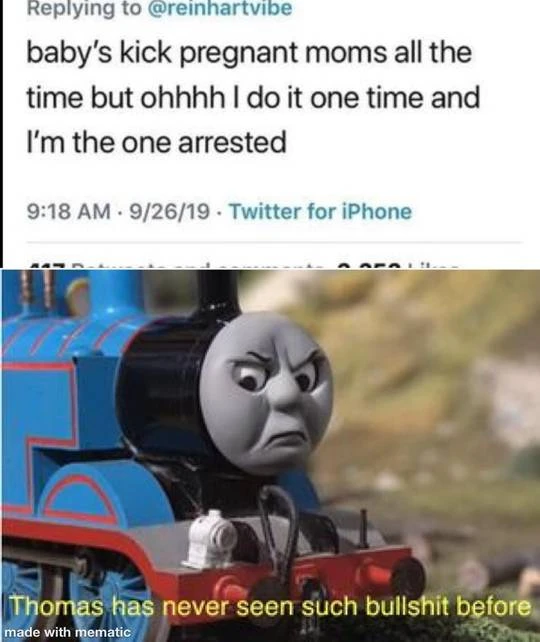 Replying to @reinhartvibe
baby's kick pregnant moms all the
time but ohhhh I do it one time and
I'm the one arrested
9:18 AM · 9/26/19 · Twitter for iPhone
Thomas has never seen such bullshit before
made with mematic